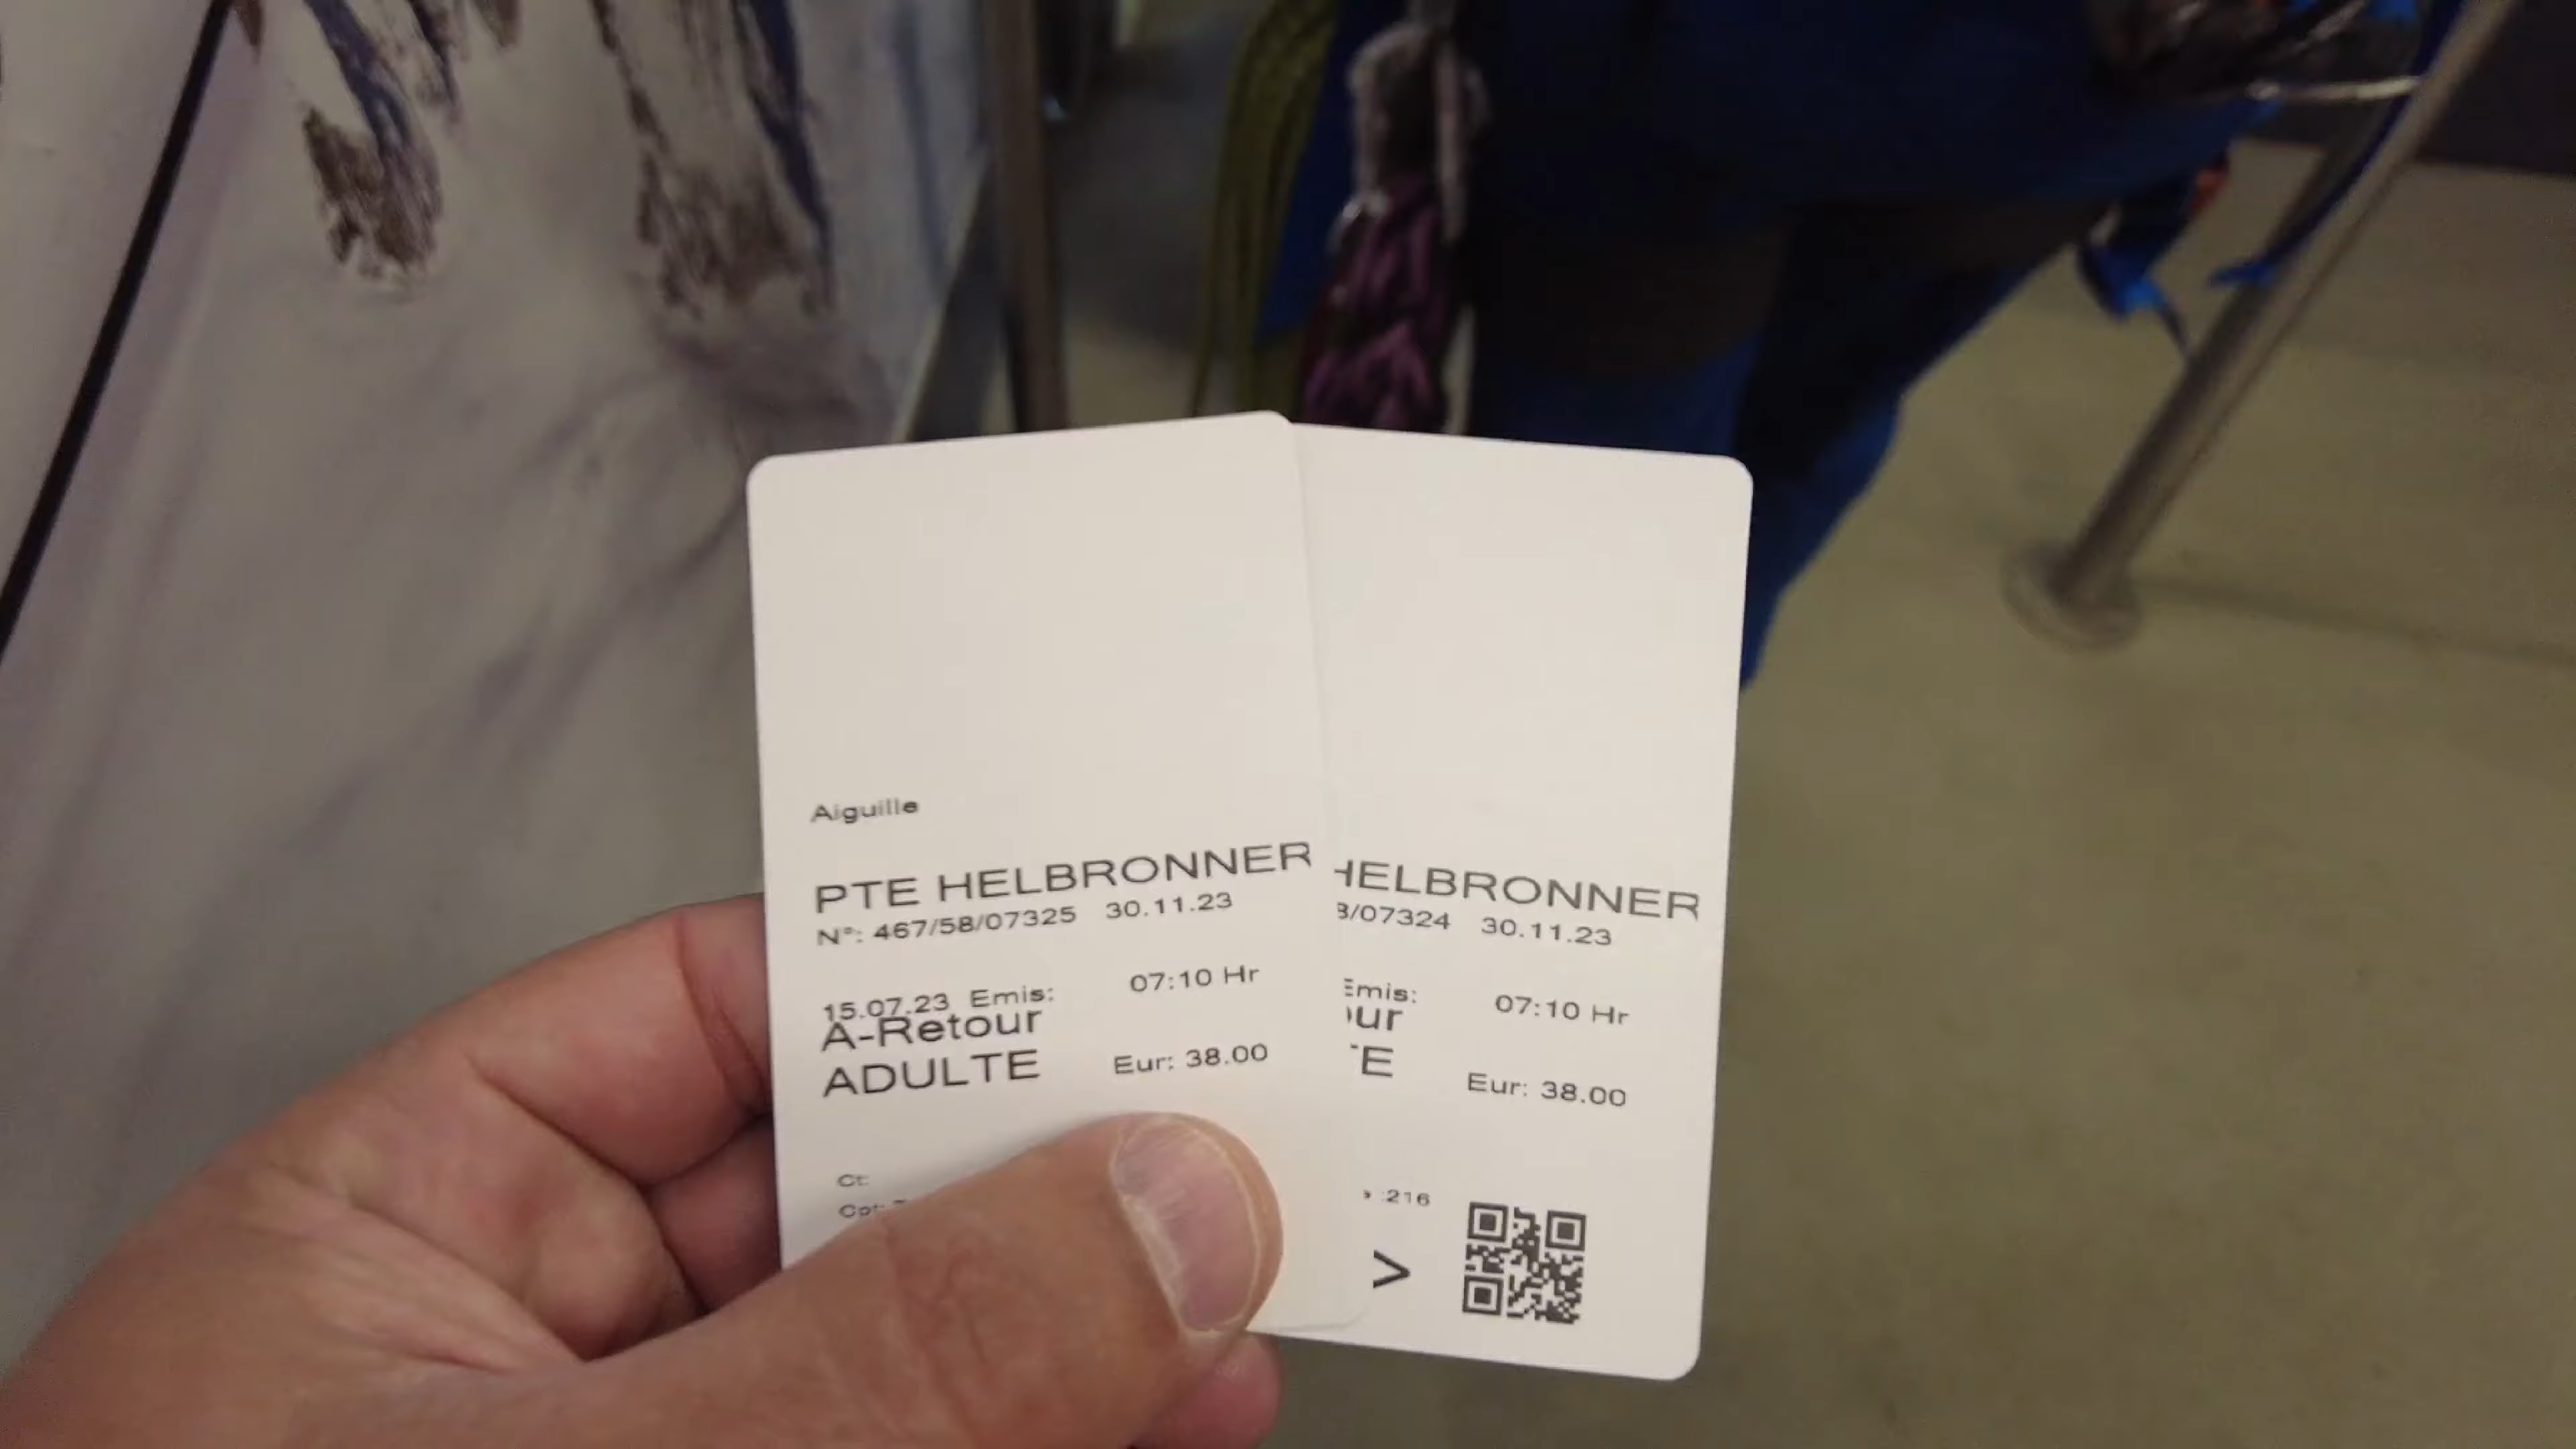 Aiguille
PTE HELBRONNER
N°: 467/58/07325 30.11.23
15.07.23 Emis: 07:10 Hr
A-Retour
ADULTE Eur: 38.00
Ct:
Cpt:
HELBRONNER
/07324 30.11.23
Emis: 07:10 Hr
Eur: 38.00
:216
>